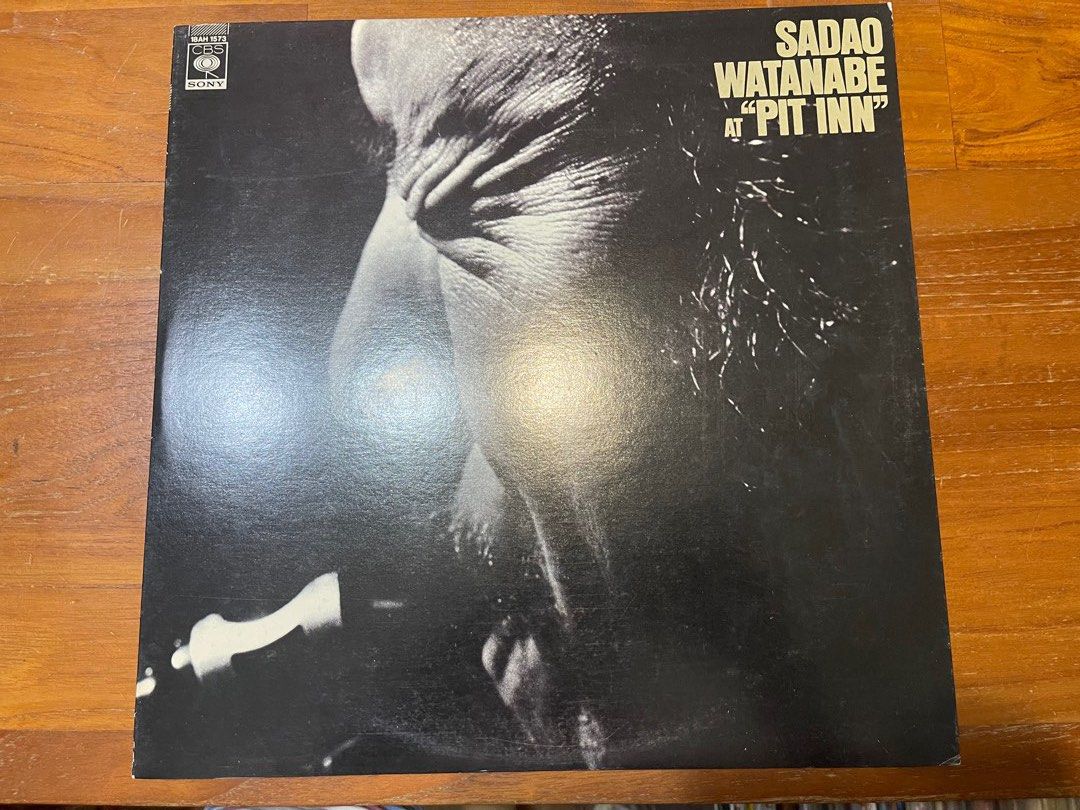 18AH 1573
CBS
SONY
SADAO
WATANABE
AT "PIT INN"